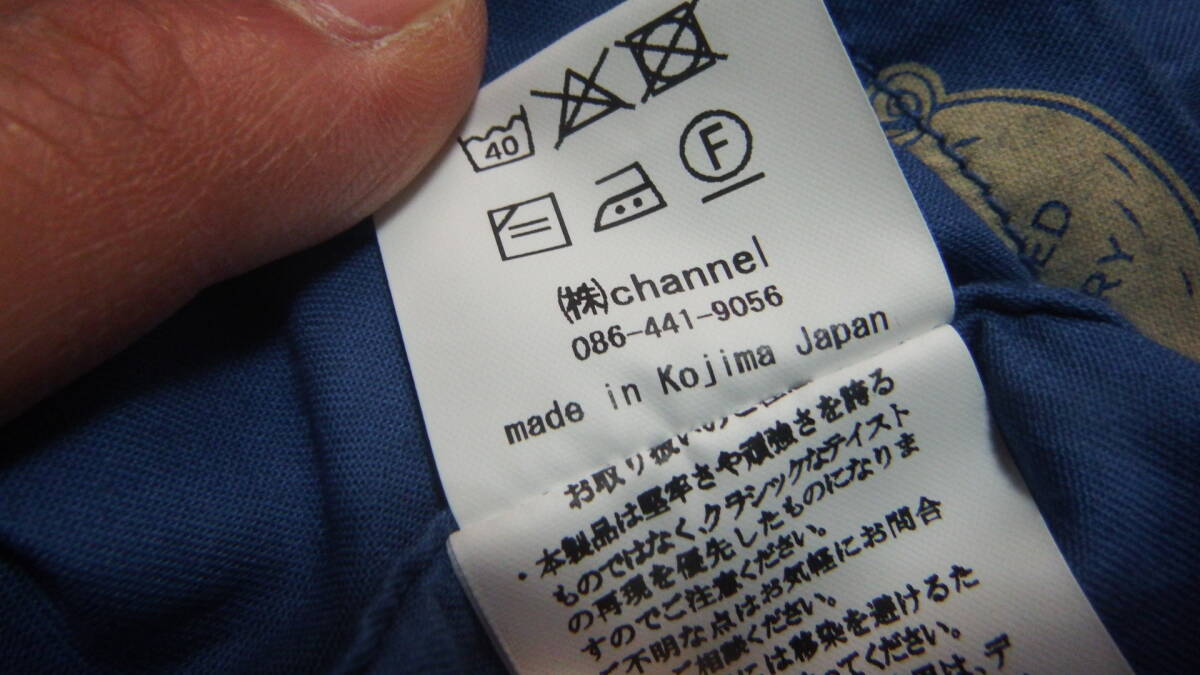 40
F
(株)channel
086-441-9056
made in Kojima Japan
お取り扱いのご注意
・本製品は堅牢さや頑強さを誇る
ものではなく、クラシックなテイスト
の再現を優先したものになりま
すのでご注意ください。
ご不明な点はお気軽にお問合
ご相談ください。
には移染を避けるた
てください。
は、デ
ED
RY